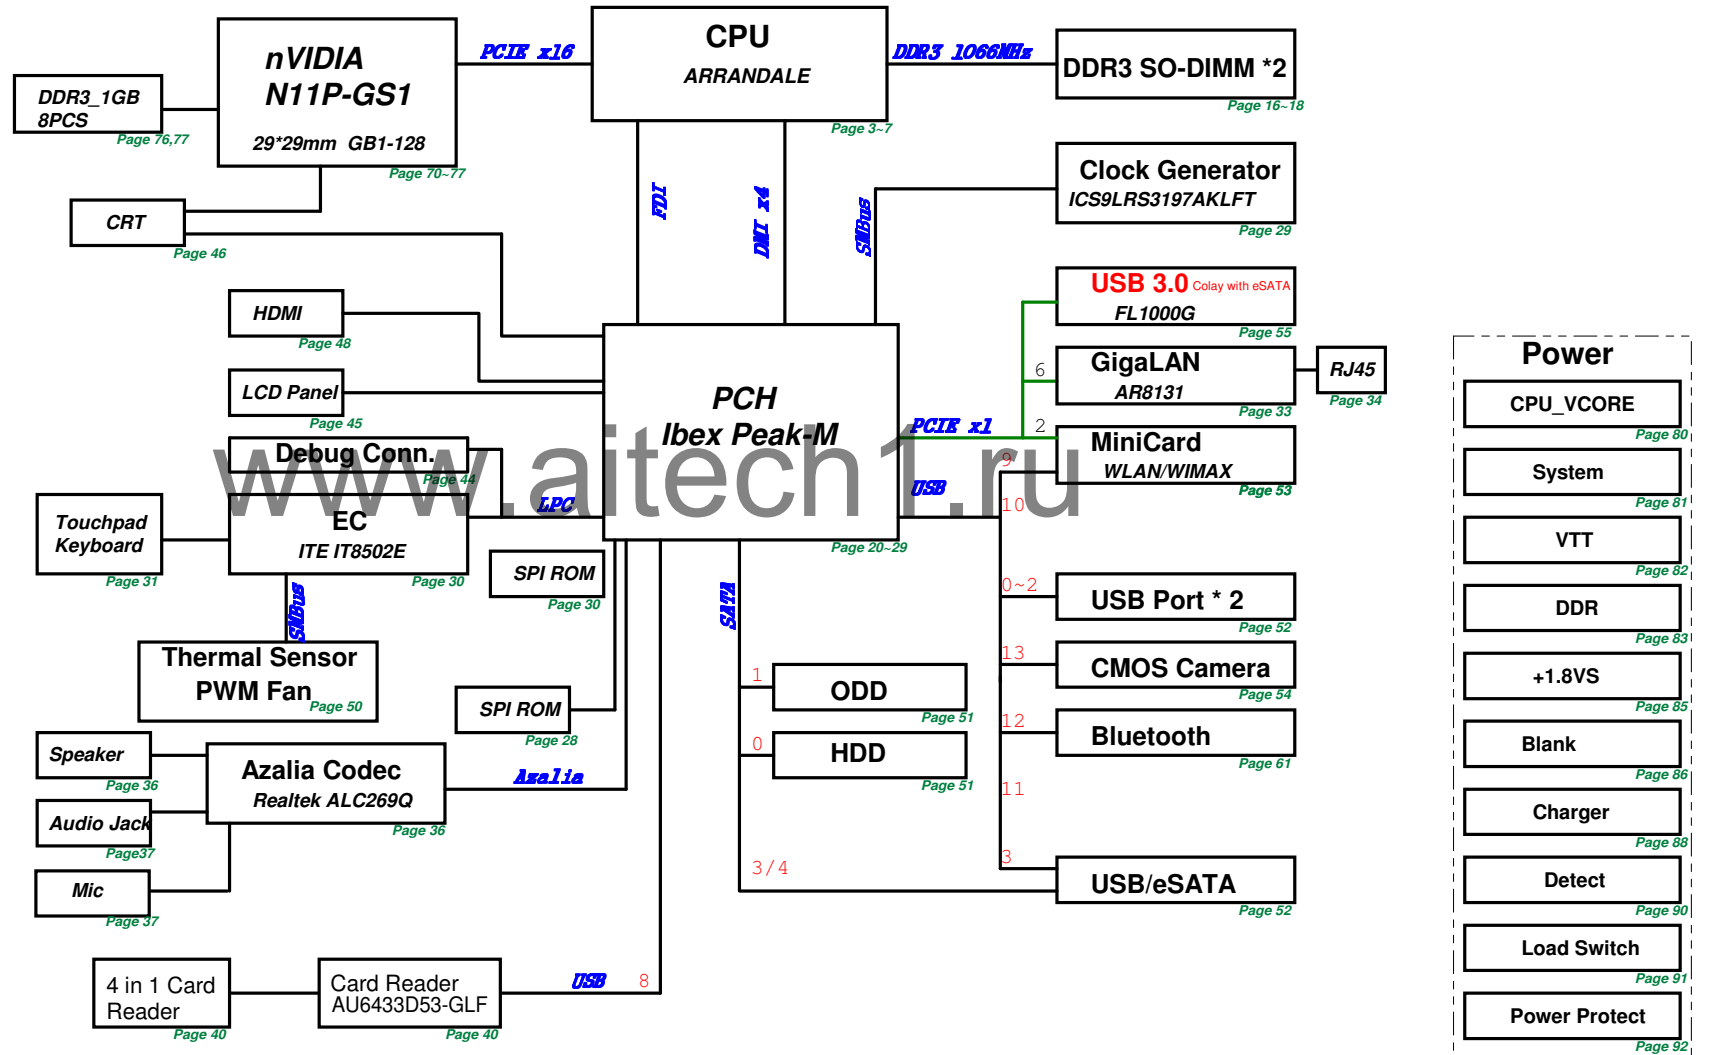 nVIDIA
N11P-GS1
29*29mm GB1-128
Page 70~77
PCIE x16
CPU
ARRANDALE
Page 3~7
DDR3 1066MHz
DDR3 SO-DIMM *2
Page 16~18
DDR3_1GB
8PCS
Page 76,77
CRT
Page 46
FDI
DMI x4
SMBus
Clock Generator
ICS9LRS3197AKLFT
Page 29
USB 3.0 Colay with eSATA
FL1000G
Page 55
HDMI
Page 48
LCD Panel
Page 45
6
GigaLAN
AR8131
Page 33
RJ45
Page 34
PCH
Ibex Peak-M
Page 20~29
PCIE x1
2
MiniCard
WLAN/WIMAX
Page 53
9
USB
10
www.aitech1.ru
Debug Conn.
Page 44
LPC
EC
ITE IT8502E
Page 30
Touchpad
Keyboard
Page 31
SPI ROM
Page 30
SMBus
SATA
0~2
USB Port * 2
Page 52
Thermal Sensor
PWM Fan
Page 50
13
CMOS Camera
Page 54
1
ODD
Page 51
SPI ROM
Page 28
12
Bluetooth
Page 61
0
HDD
Page 51
Speaker
Page 36
Azalia Codec
Realtek ALC269Q
Page 36
Azalia
11
Audio Jack
Page37
Mic
Page 37
3/4
3
USB/eSATA
Page 52
4 in 1 Card
Reader
Page 40
Card Reader
AU6433D53-GLF
Page 40
USB
8
Power
CPU_VCORE
Page 80
System
Page 81
VTT
Page 82
DDR
Page 83
+1.8VS
Page 85
Blank
Page 86
Charger
Page 88
Detect
Page 90
Load Switch
Page 91
Power Protect
Page 92